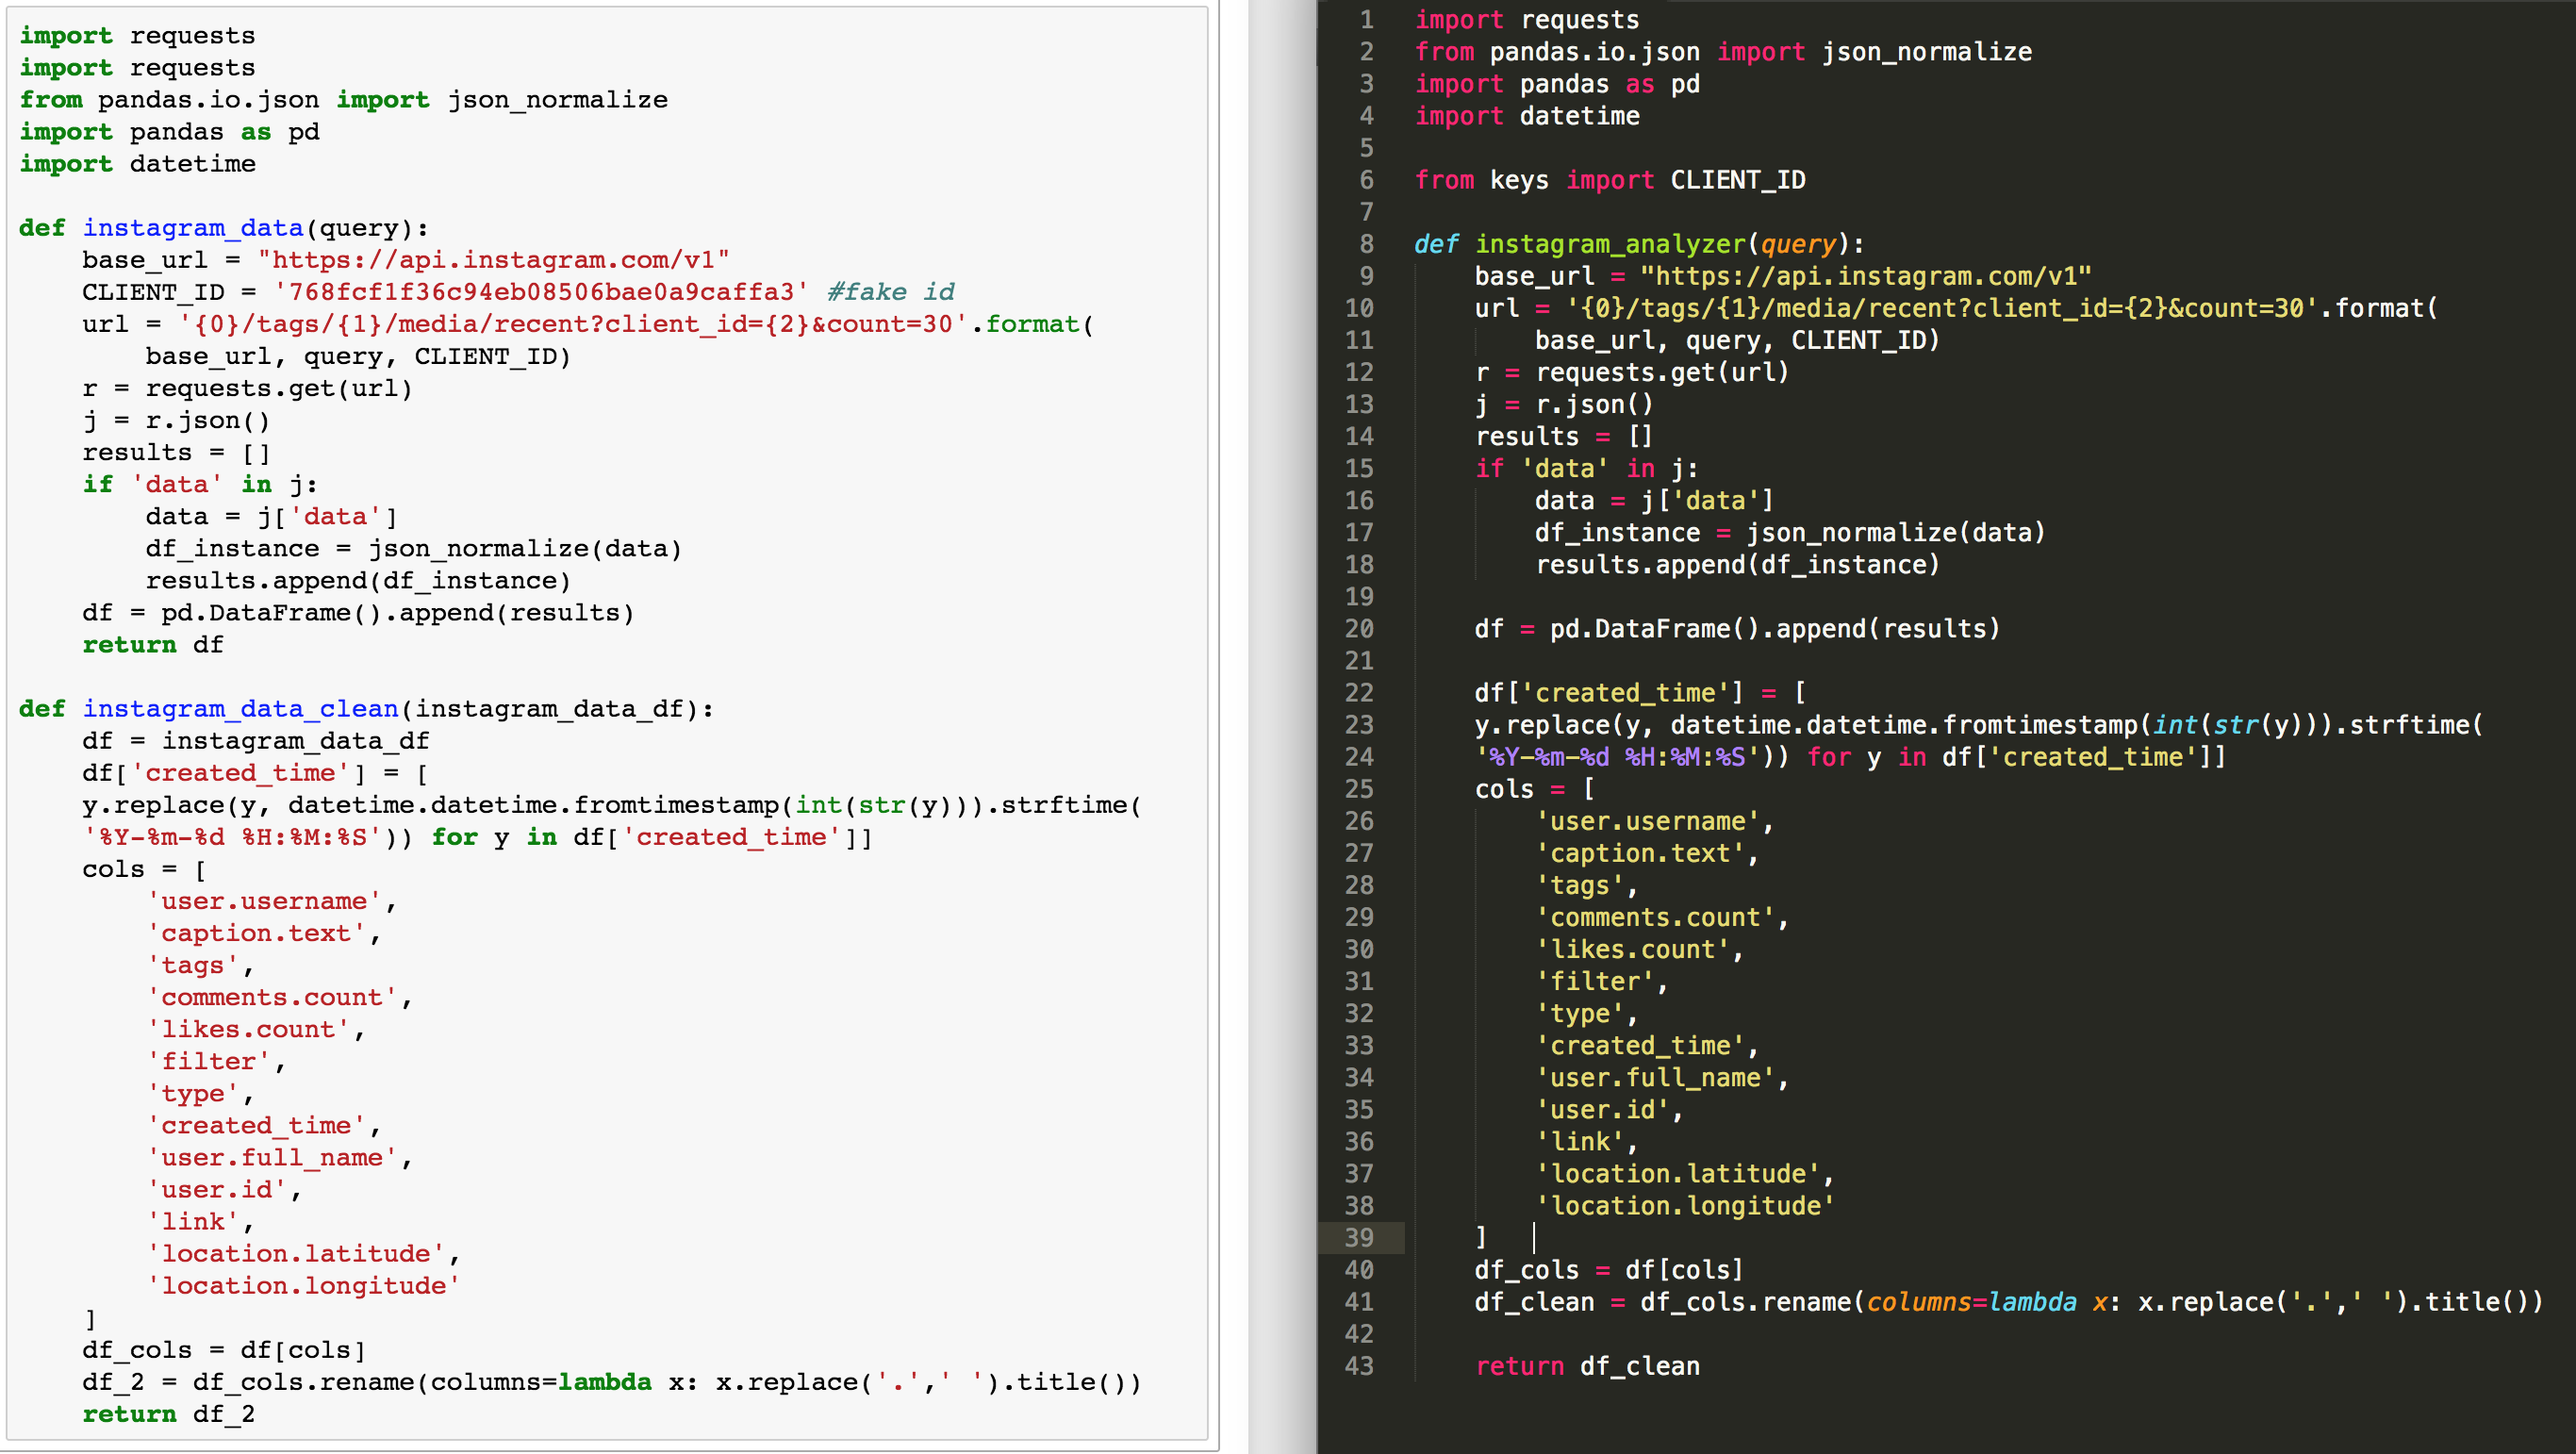 import requests
import requests
from pandas.io.json import json_normalize
import pandas as pd
import datetime

def instagram_data(query):
    base_url = "https://api.instagram.com/v1"
    CLIENT_ID = '768fcf1f36c94eb08506bae0a9caffa3' #fake id
    url = '{0}/tags/{1}/media/recent?client_id={2}&count=30'.format(
        base_url, query, CLIENT_ID)
    r = requests.get(url)
    j = r.json()
    results = []
    if 'data' in j:
        data = j['data']
        df_instance = json_normalize(data)
        results.append(df_instance)
    df = pd.DataFrame().append(results)
    return df

def instagram_data_clean(instagram_data_df):
    df = instagram_data_df
    df['created_time'] = [
    y.replace(y, datetime.datetime.fromtimestamp(int(str(y))).strftime(
    '%Y-%m-%d %H:%M:%S')) for y in df['created_time']]
    cols = [
        'user.username',
        'caption.text',
        'tags',
        'comments.count',
        'likes.count',
        'filter',
        'type',
        'created_time',
        'user.full_name',
        'user.id',
        'link',
        'location.latitude',
        'location.longitude'
    ]
    df_cols = df[cols]
    df_2 = df_cols.rename(columns=lambda x: x.replace('.',' ').title())
    return df_2

1 import requests
2 from pandas.io.json import json_normalize
3 import pandas as pd
4 import datetime
5
6 from keys import CLIENT_ID
7
8 def instagram_analyzer(query):
9     base_url = "https://api.instagram.com/v1"
10     url = '{0}/tags/{1}/media/recent?client_id={2}&count=30'.format(
11         base_url, query, CLIENT_ID)
12     r = requests.get(url)
13     j = r.json()
14     results = []
15     if 'data' in j:
16         data = j['data']
17         df_instance = json_normalize(data)
18         results.append(df_instance)
19
20     df = pd.DataFrame().append(results)
21
22     df['created_time'] = [
23     y.replace(y, datetime.datetime.fromtimestamp(int(str(y))).strftime(
24     '%Y-%m-%d %H:%M:%S')) for y in df['created_time']]
25     cols = [
26         'user.username',
27         'caption.text',
28         'tags',
29         'comments.count',
30         'likes.count',
31         'filter',
32         'type',
33         'created_time',
34         'user.full_name',
35         'user.id',
36         'link',
37         'location.latitude',
38         'location.longitude'
39     ]
40     df_cols = df[cols]
41     df_clean = df_cols.rename(columns=lambda x: x.replace('.',' ').title())
42
43     return df_clean